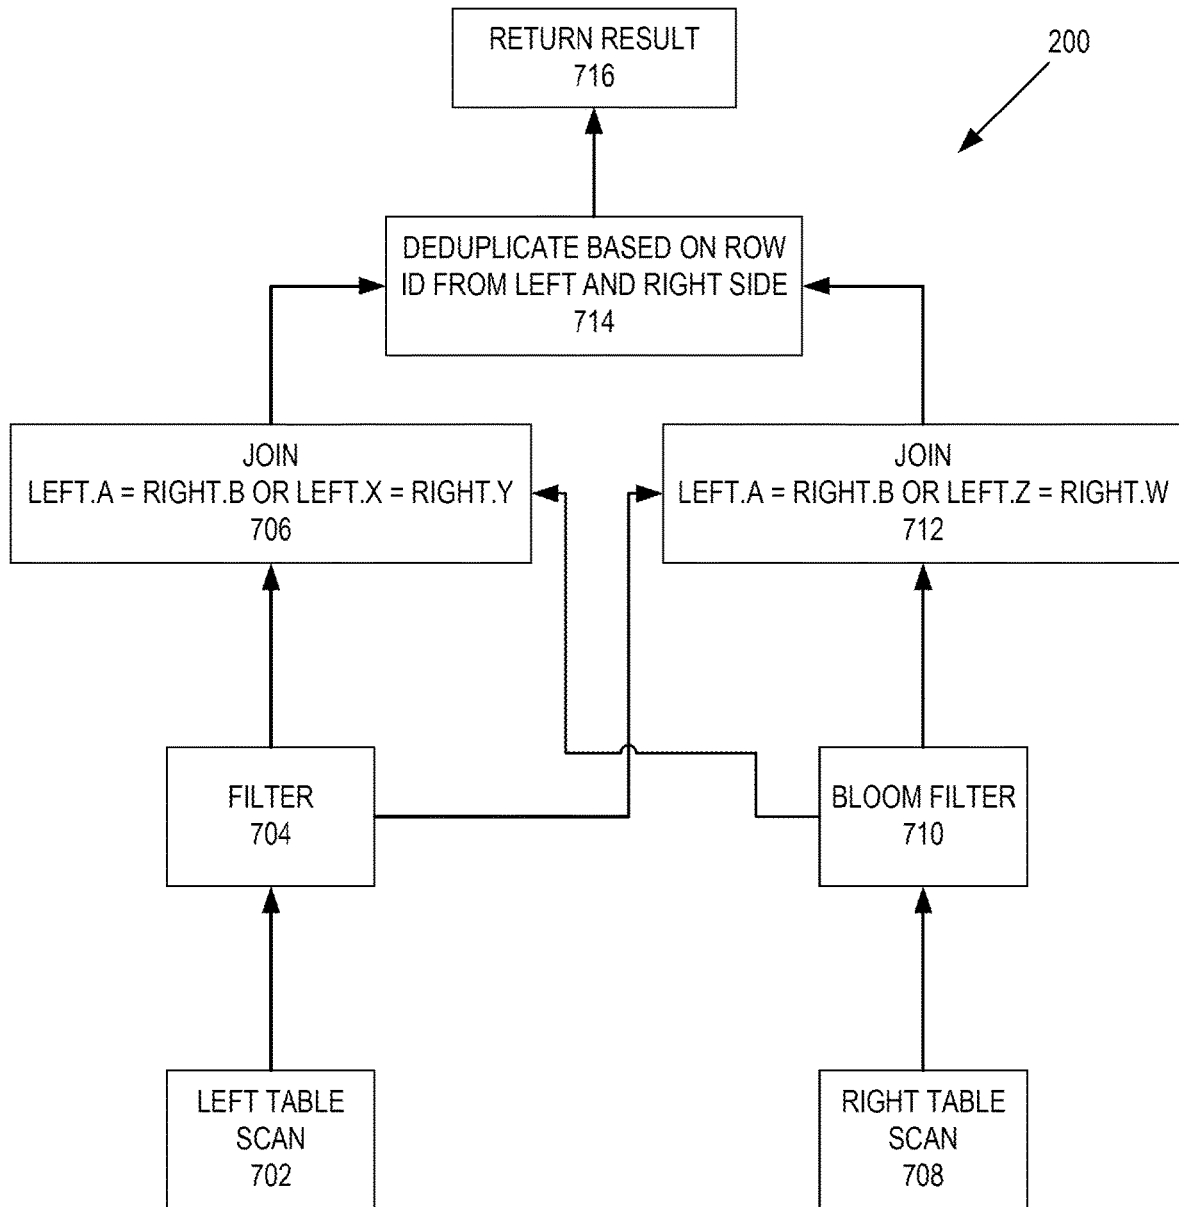 RETURN RESULT
716
200
DEDUPLICATE BASED ON ROW
ID FROM LEFT AND RIGHT SIDE
714
JOIN
LEFT.A = RIGHT.B OR LEFT.X = RIGHT.Y
706
JOIN
LEFT.A = RIGHT.B OR LEFT.Z = RIGHT.W
712
FILTER
704
BLOOM FILTER
710
LEFT TABLE
SCAN
702
RIGHT TABLE
SCAN
708